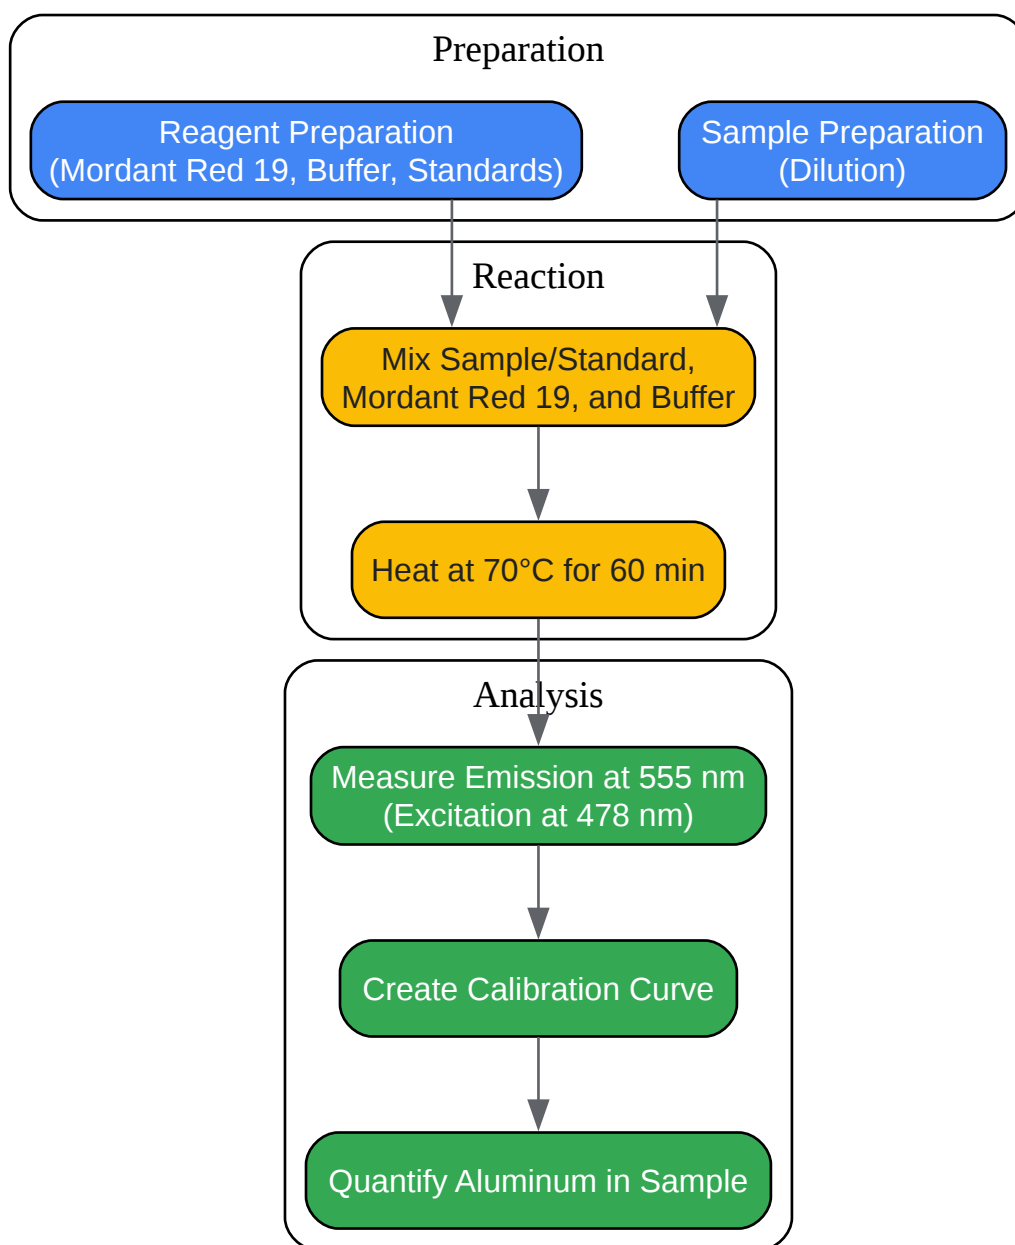 Preparation
Reagent Preparation
(Mordant Red 19, Buffer, Standards)
Sample Preparation
(Dilution)
Reaction
Mix Sample/Standard,
Mordant Red 19, and Buffer
Heat at 70°C for 60 min
Analysis
Measure Emission at 555 nm
(Excitation at 478 nm)
Create Calibration Curve
Quantify Aluminum in Sample